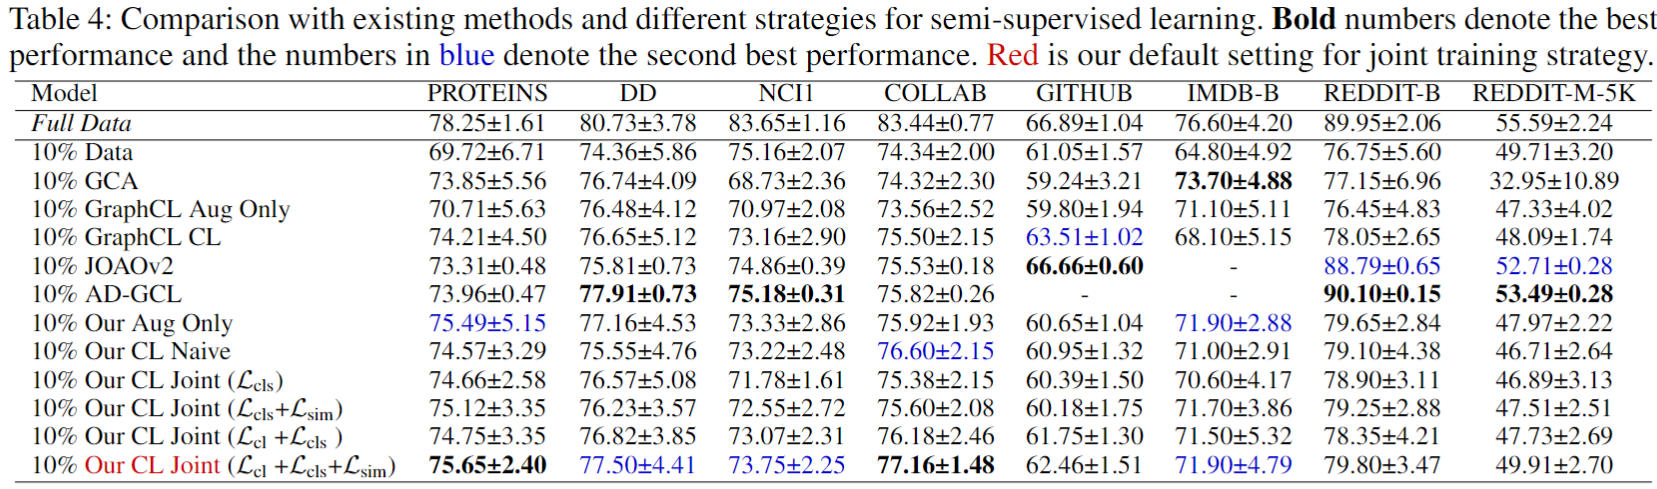 Table 4: Comparison with existing methods and different strategies for semi-supervised learning. Bold numbers denote the best
performance and the numbers in blue denote the second best performance. Red is our default setting for joint training strategy.
Model PROTEINS DD NCI1 COLLAB GITHUB IMDB-B REDDIT-B REDDIT-M-5K
Full Data 78.25±1.61 80.73±3.78 83.65±1.16 83.44±0.77 66.89±1.04 76.60±4.20 89.95±2.06 55.59±2.24
10% Data 69.72±6.71 74.36±5.86 75.16±2.07 74.34±2.00 61.05±1.57 64.80±4.92 76.75±5.60 49.71±3.20
10% GCA 73.85±5.56 76.74±4.09 68.73±2.36 74.32±2.30 59.24±3.21 73.70±4.88 77.15±6.96 32.95±10.89
10% GraphCL Aug Only 70.71±5.63 76.48±4.12 70.97±2.08 73.56±2.52 59.80±1.94 71.10±5.11 76.45±4.83 47.33±4.02
10% GraphCL CL 74.21±4.50 76.65±5.12 73.16±2.90 75.50±2.15 63.51±1.02 68.10±5.15 78.05±2.65 48.09±1.74
10% JOAOv2 73.31±0.48 75.81±0.73 74.86±0.39 75.53±0.18 66.66±0.60 - 88.79±0.65 52.71±0.28
10% AD-GCL 73.96±0.47 77.91±0.73 75.18±0.31 75.82±0.26 - - 90.10±0.15 53.49±0.28
10% Our Aug Only 75.49±5.15 77.16±4.53 73.33±2.86 75.92±1.93 60.65±1.04 71.90±2.88 79.65±2.84 47.97±2.22
10% Our CL Naive 74.57±3.29 75.55±4.76 73.22±2.48 76.60±2.15 60.95±1.32 71.00±2.91 79.10±4.38 46.71±2.64
10% Our CL Joint (ℒcls) 74.66±2.58 76.57±5.08 71.78±1.61 75.38±2.15 60.39±1.50 70.60±4.17 78.90±3.11 46.89±3.13
10% Our CL Joint (ℒcls+ℒsim) 75.12±3.35 76.23±3.57 72.55±2.72 75.60±2.08 60.18±1.75 71.70±3.86 79.25±2.88 47.51±2.51
10% Our CL Joint (ℒcl +ℒcls ) 74.75±3.35 76.82±3.85 73.07±2.31 76.18±2.46 61.75±1.30 71.50±5.32 78.35±4.21 47.73±2.69
10% Our CL Joint (ℒcl +ℒcls+ℒsim) 75.65±2.40 77.50±4.41 73.75±2.25 77.16±1.48 62.46±1.51 71.90±4.79 79.80±3.47 49.91±2.70